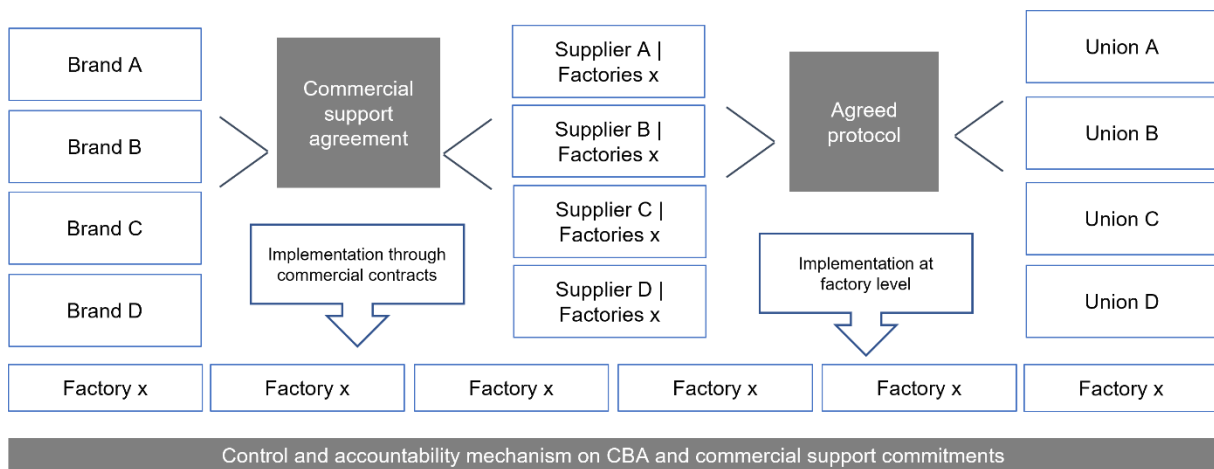 Brand A
Brand B
Brand C
Brand D
Commercial
support
agreement
Implementation through
commercial contracts
Supplier A |
Factories x
Supplier B |
Factories x
Supplier C |
Factories x
Supplier D |
Factories x
Agreed
protocol
Implementation at
factory level
Union A
Union B
Union C
Union D
Factory x
Factory x
Factory x
Factory x
Factory x
Factory x
Control and accountability mechanism on CBA and commercial support commitments